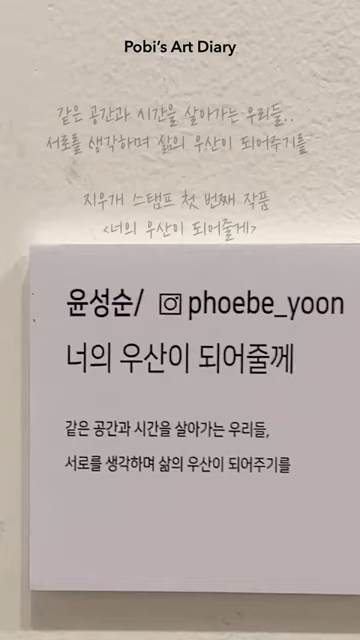 Pobi's Art Diary
같은 공간과 시간을 살아가는 우리들..
서로를 생각하며 삶의 우산이 되어주기를
지우개 스탬프 첫 번째 작품
<너의 우산이 되어줄게>
윤성순/ phoebe_yoon
너의 우산이 되어줄께
같은 공간과 시간을 살아가는 우리들,
서로를 생각하며 삶의 우산이 되어주기를